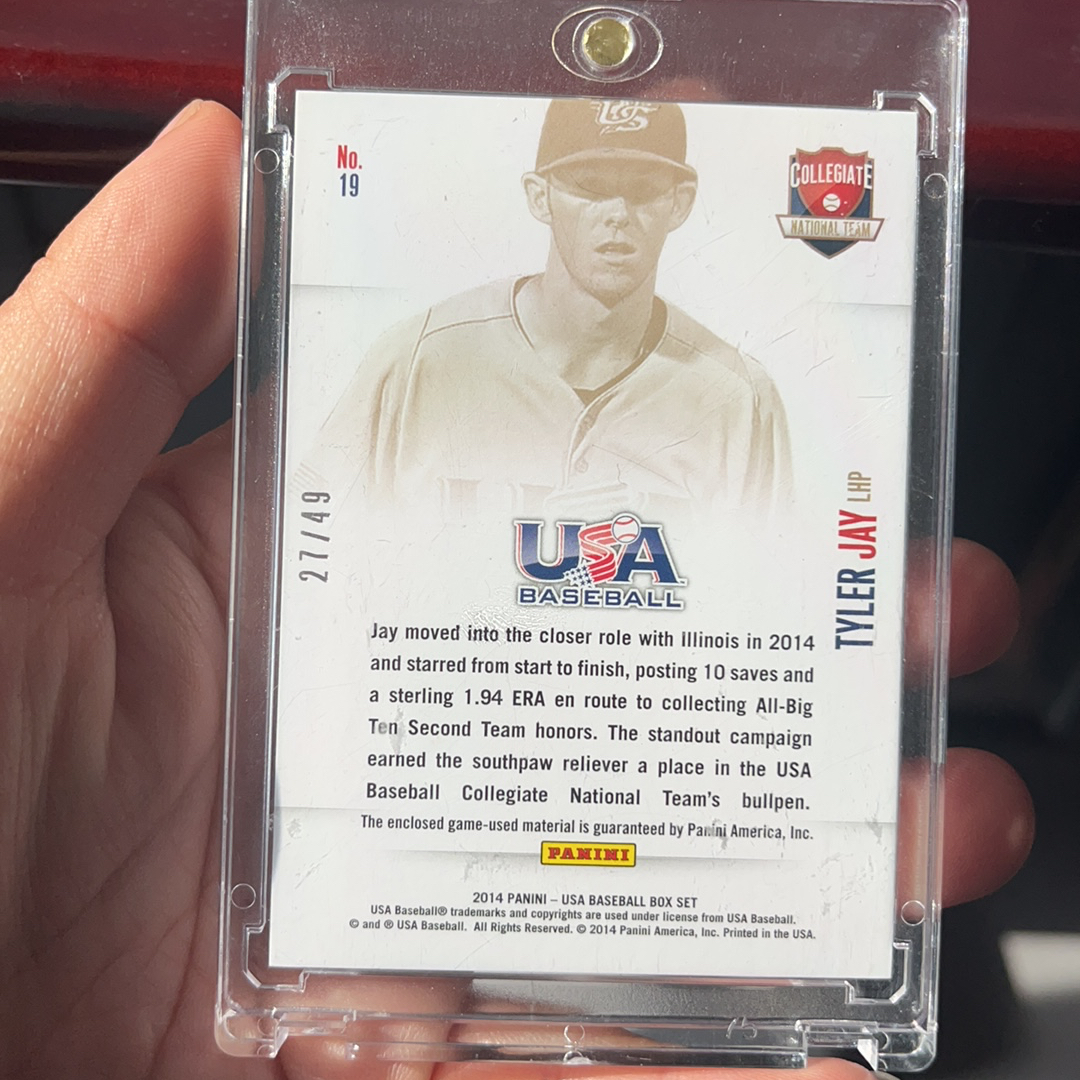 No.
19
COLLEGIATE
NATIONAL TEAM
27/49
TYLER JAY LHP
USA
BASEBALL
Jay moved into the closer role with Illinois in 2014
and starred from start to finish, posting 10 saves and
a sterling 1.94 ERA en route to collecting All-Big
Ten Second Team honors. The standout campaign
earned the southpaw reliever a place in the USA
Baseball Collegiate National Team's bullpen.
The enclosed game-used material is guaranteed by Panini America, Inc.
PANINI
2014 PANINI – USA BASEBALL BOX SET
USA Baseball® trademarks and copyrights are used under license from USA Baseball.
© and ® USA Baseball. All Rights Reserved. © 2014 Panini America, Inc. Printed in the USA.